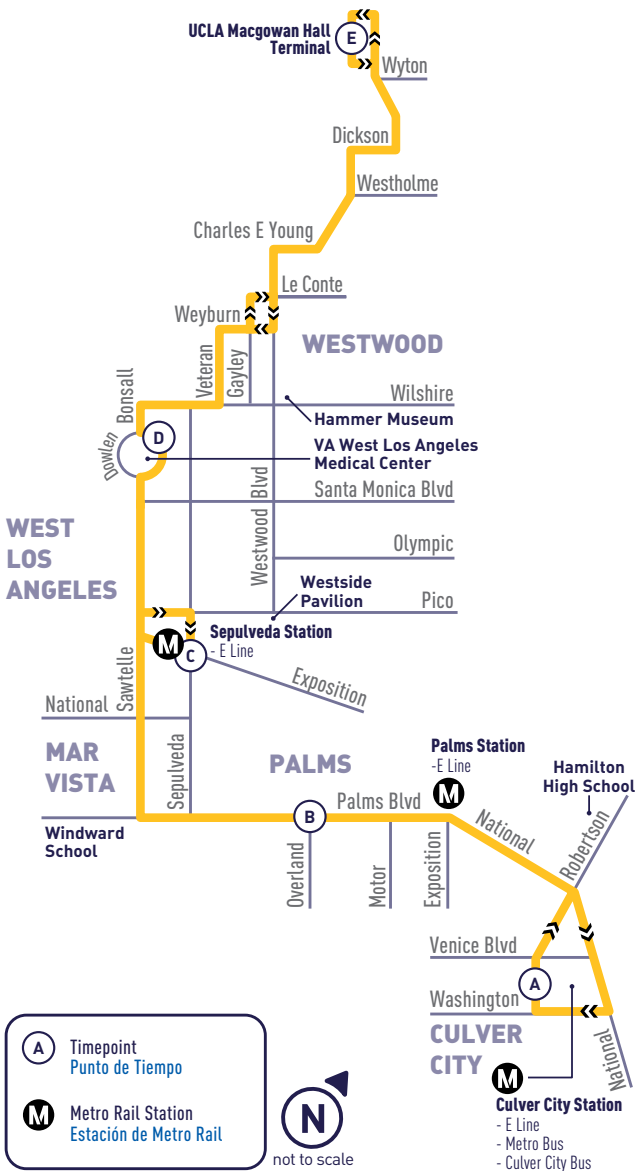 UCLA Macgowan Hall
Terminal
E
Wyton
Dickson
Westholme
Charles E Young
Le Conte
Weyburn
WESTWOOD
Veteran
Gayley
Bonsall
Wilshire
Hammer Museum
D
Dowlen
VA West Los Angeles
Medical Center
Westwood Blvd
Santa Monica Blvd
WEST
LOS
ANGELES
Olympic
Westside
Pavilion
Pico
Sepulveda Station
- E Line
M
C
Sawtelle
Exposition
National
MAR
VISTA
Sepulveda
PALMS
Palms Station
-E Line
M
Hamilton
High School
B
Palms Blvd
National
Robertson
Windward
School
Overland
Motor
Exposition
Venice Blvd
A
Washington
CULVER
CITY
National
M
Culver City Station
- E Line
- Metro Bus
- Culver City Bus
A
Timepoint
Punto de Tiempo
M
Metro Rail Station
Estación de Metro Rail
N
not to scale